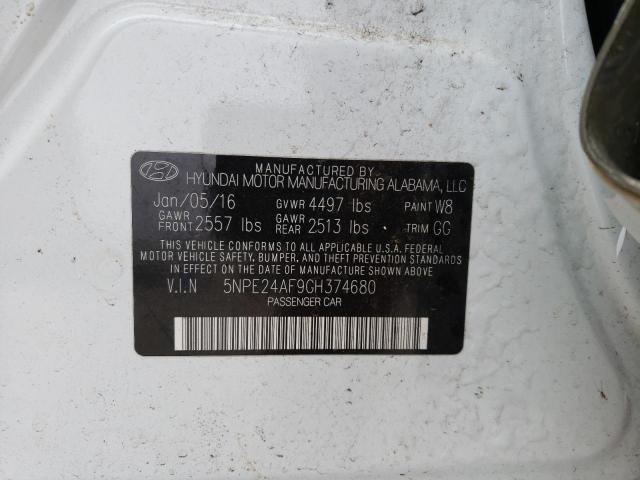 MANUFACTURED BY
HYUNDAI MOTOR MANUFACTURING ALABAMA, LLC
Jan/05/16 GVWR 4497 lbs PAINT W8
GAWR FRONT 2557 lbs GAWR REAR 2513 lbs TRIM GG
THIS VEHICLE CONFORMS TO ALL APPLICABLE U.S.A. FEDERAL
MOTOR VEHICLE SAFETY, BUMPER, AND THEFT PREVENTION STANDARDS
IN EFFECT ON THE DATE OF MANUFACTURE SHOWN ABOVE
V.I.N 5NPE24AF9GH374680
PASSENGER CAR